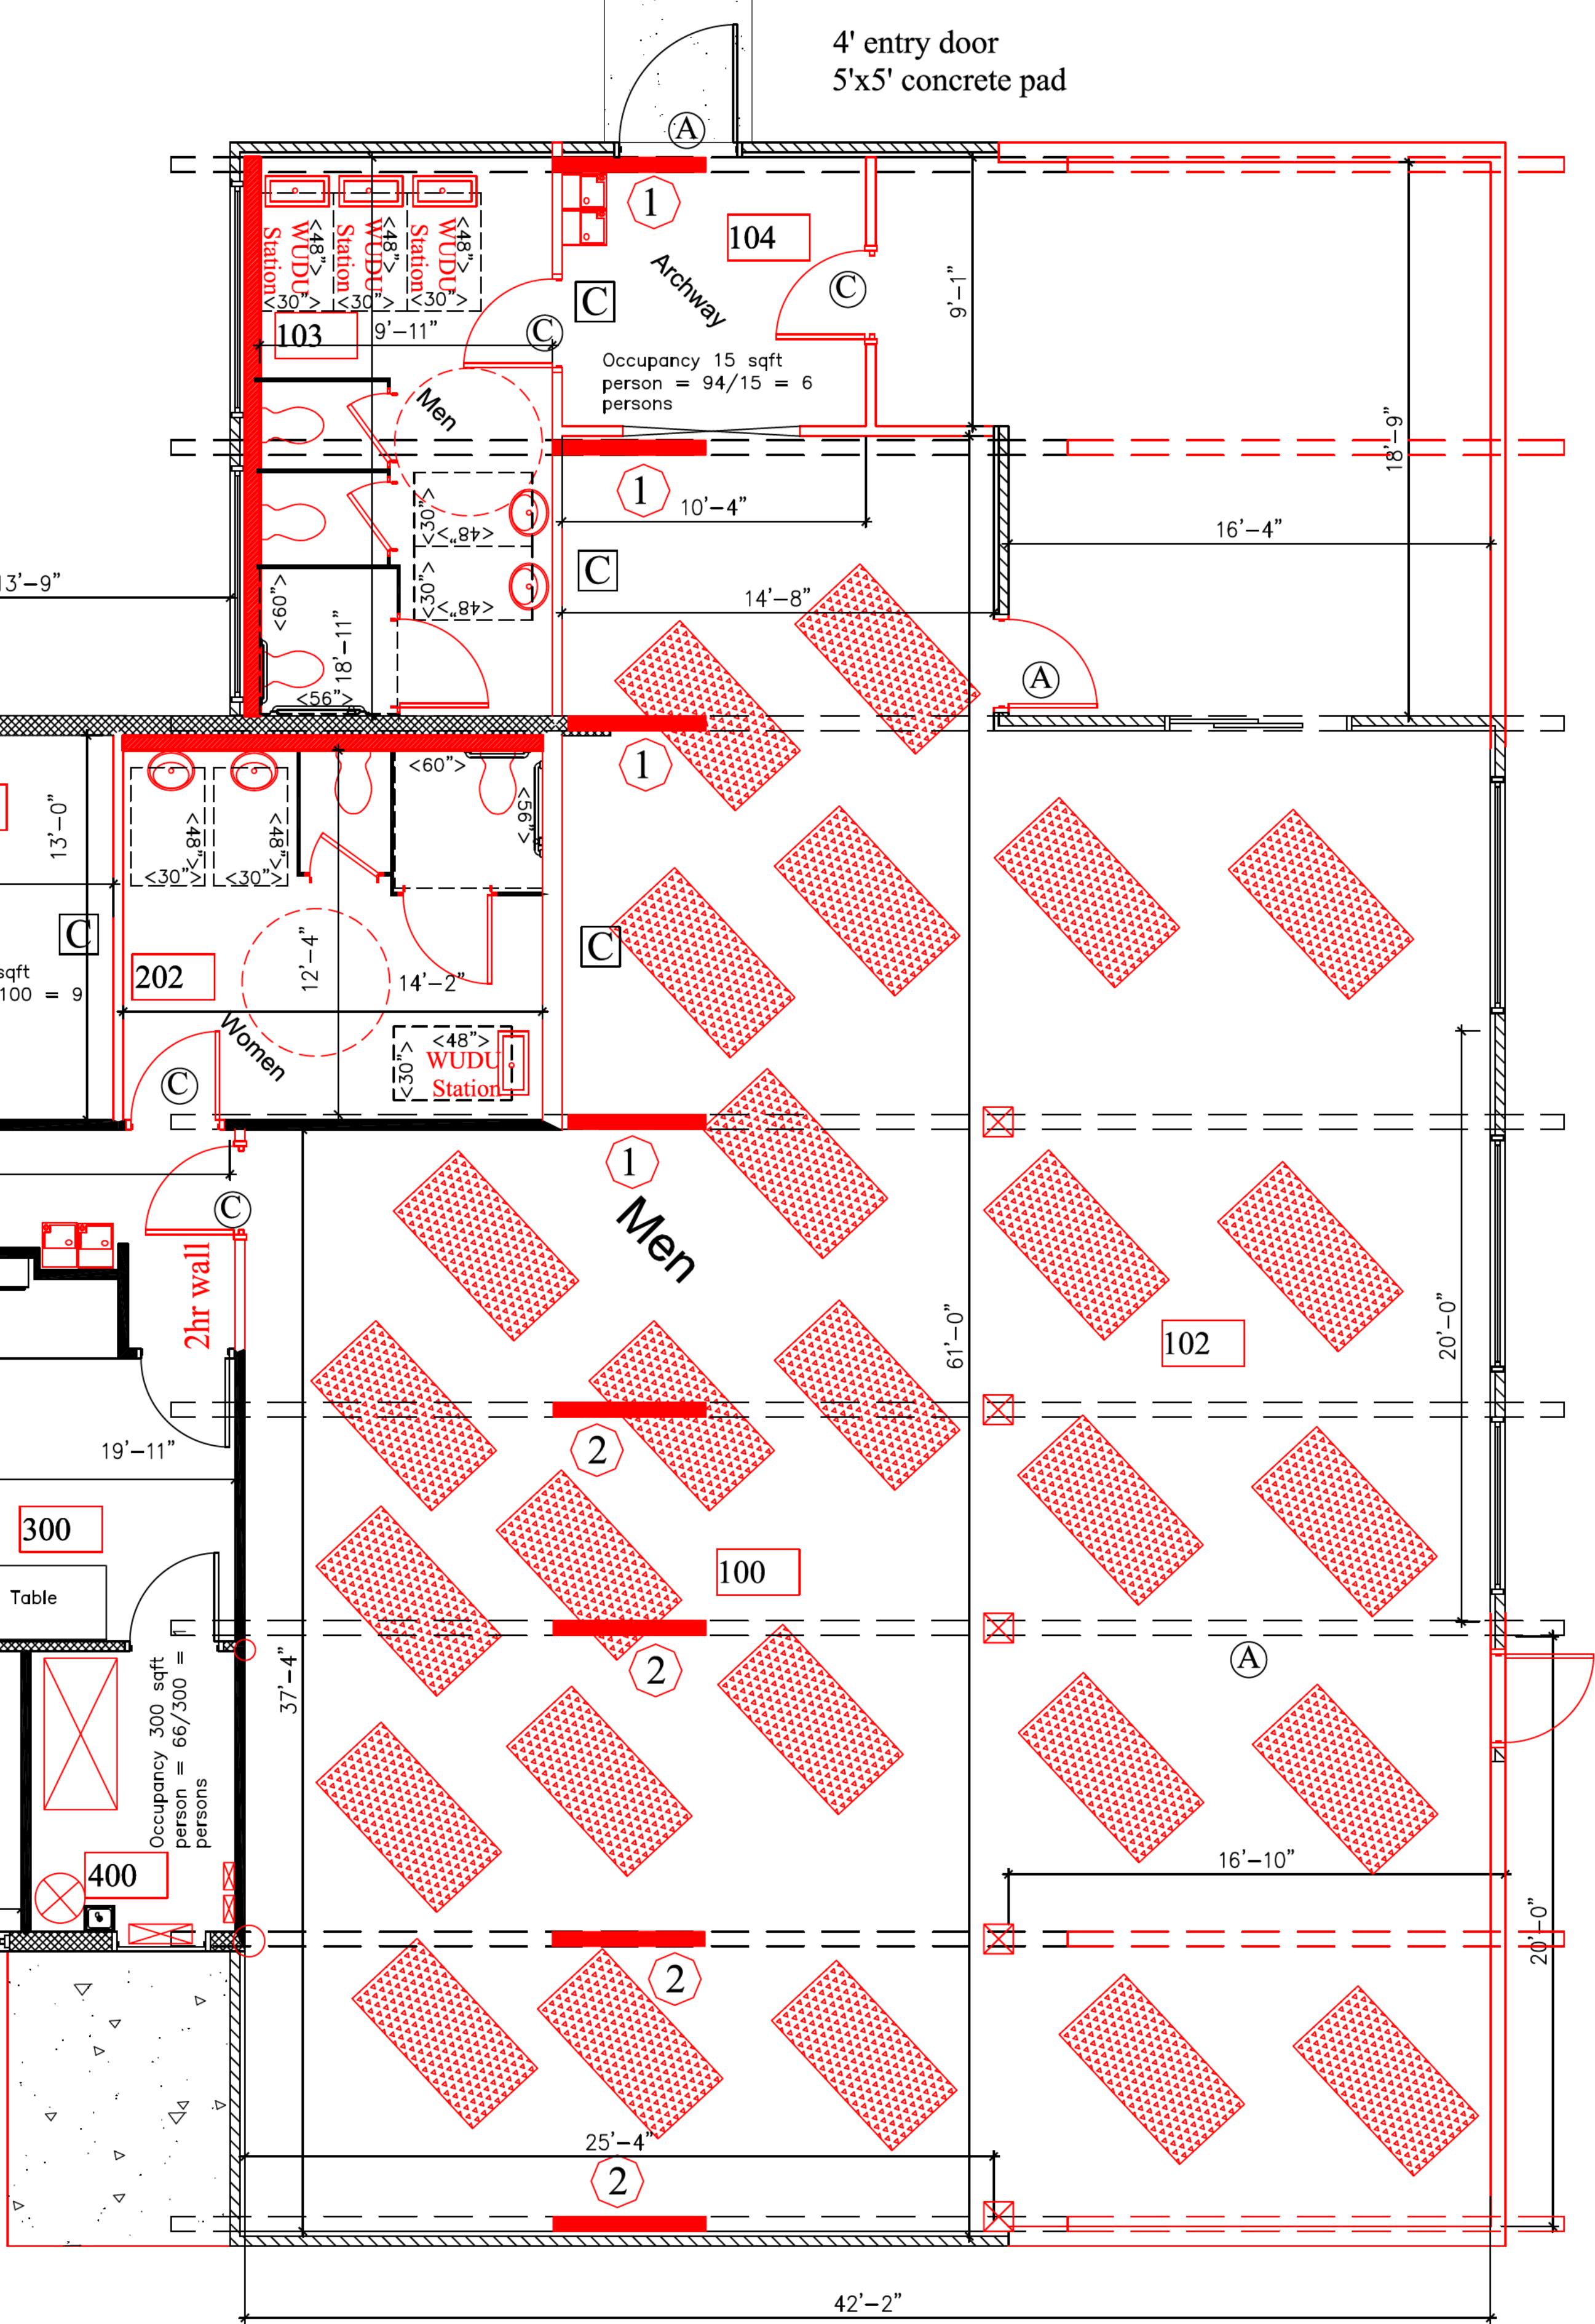 4' entry door
5'x5' concrete pad
A
1
104
WUDU
Station
<48">
<30">
WUDU
Station
<48">
<30">
WUDU
Station
<48">
<30">
103
9'-11"
C
C
Archway
C
9'-1"
Occupancy 15 sqft
person = 94/15 = 6
persons
Men
18'-9"
1
10'-4"
16'-4"
<30">
<48">
<30">
<48">
C
13'-9"
<60">
18'-11"
14'-8"
<56">
A
1
<60">
<56">
13'-0"
<48">
<30">
<48">
<30">
C
C
sqft
100 = 9
202
12'-4"
14'-2"
Women
<48">
<30">
WUDU
Station
C
1
C
Men
2hr wall
61'-0"
20'-0"
102
19'-11"
2
300
100
Table
Occupancy 300 sqft
person = 66/300 = 1
persons
37'-4"
2
A
400
16'-10"
2
20'-0"
25'-4"
2
42'-2"